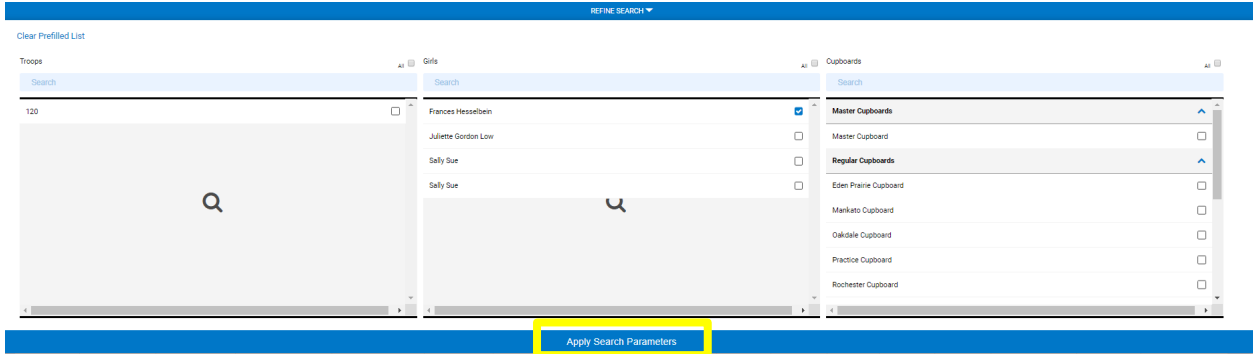 REFINE SEARCH
Clear Prefilled List
Troops
All
Search
120
Girls
All
Search
Frances Hesselbein
Juliette Gordon Low
Sally Sue
Sally Sue
Cupboards
All
Search
Master Cupboards
Master Cupboard
Regular Cupboards
Eden Prairie Cupboard
Mankato Cupboard
Oakdale Cupboard
Practice Cupboard
Rochester Cupboard
Apply Search Parameters